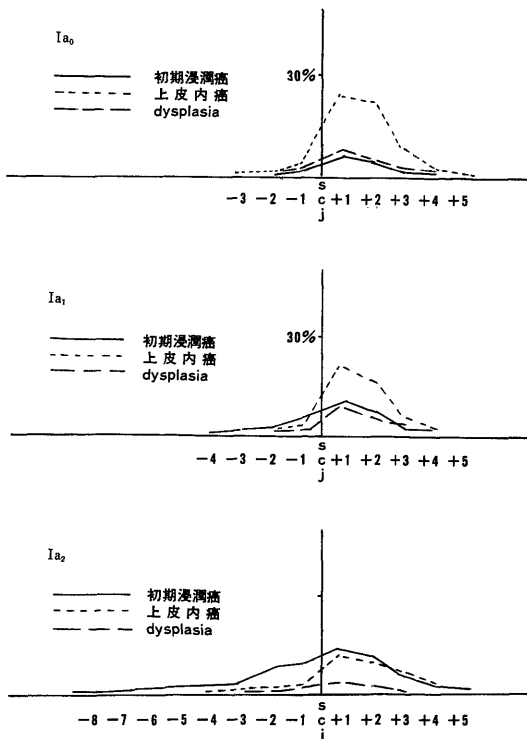 Ia₀
初期浸潤癌
上皮内癌
dysplasia
30%
s
-3 -2 -1 c +1 +2 +3 +4 +5
j
Ia₁
初期浸潤癌
上皮内癌
dysplasia
30%
s
-4 -3 -2 -1 c +1 +2 +3 +4 +5
j
Ia₂
初期浸潤癌
上皮内癌
dysplasia
s
-8 -7 -6 -5 -4 -3 -2 -1 c +1 +2 +3 +4 +5
j